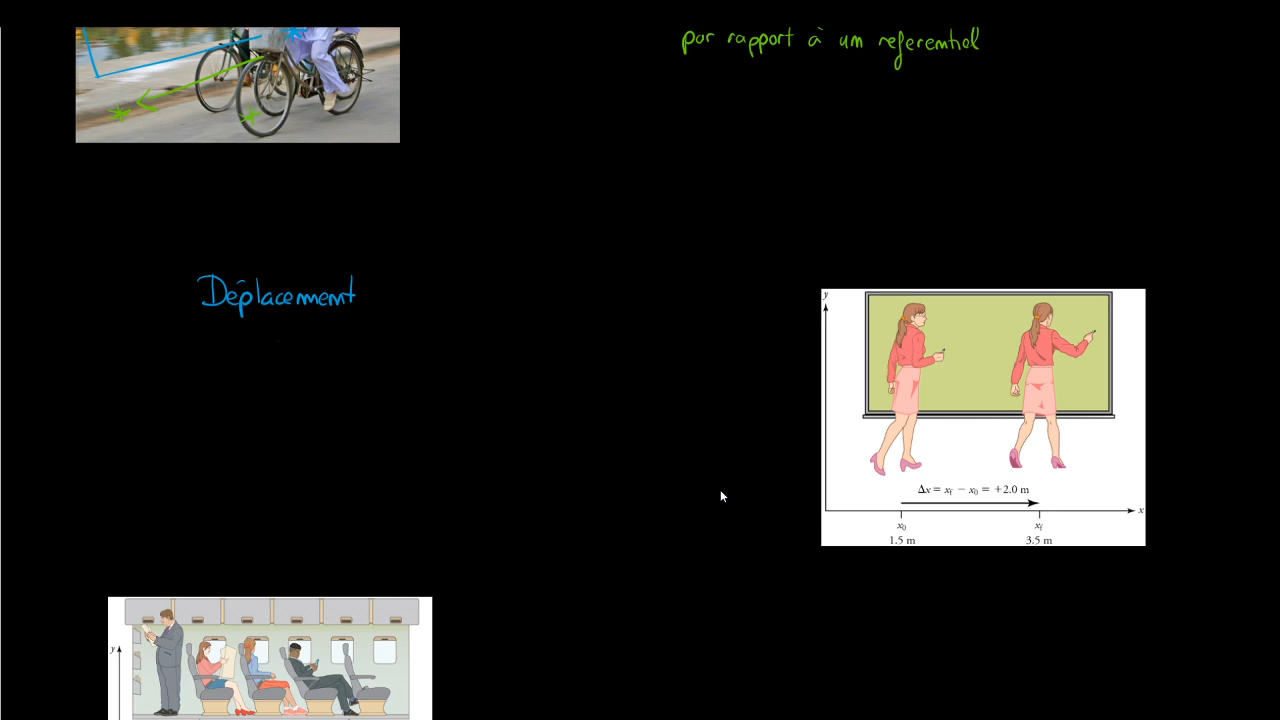 par rapport à un referentiel
Déplacement
y
Δx = xf − x0 = +2.0 m
x
x0 xf
1.5 m 3.5 m
y